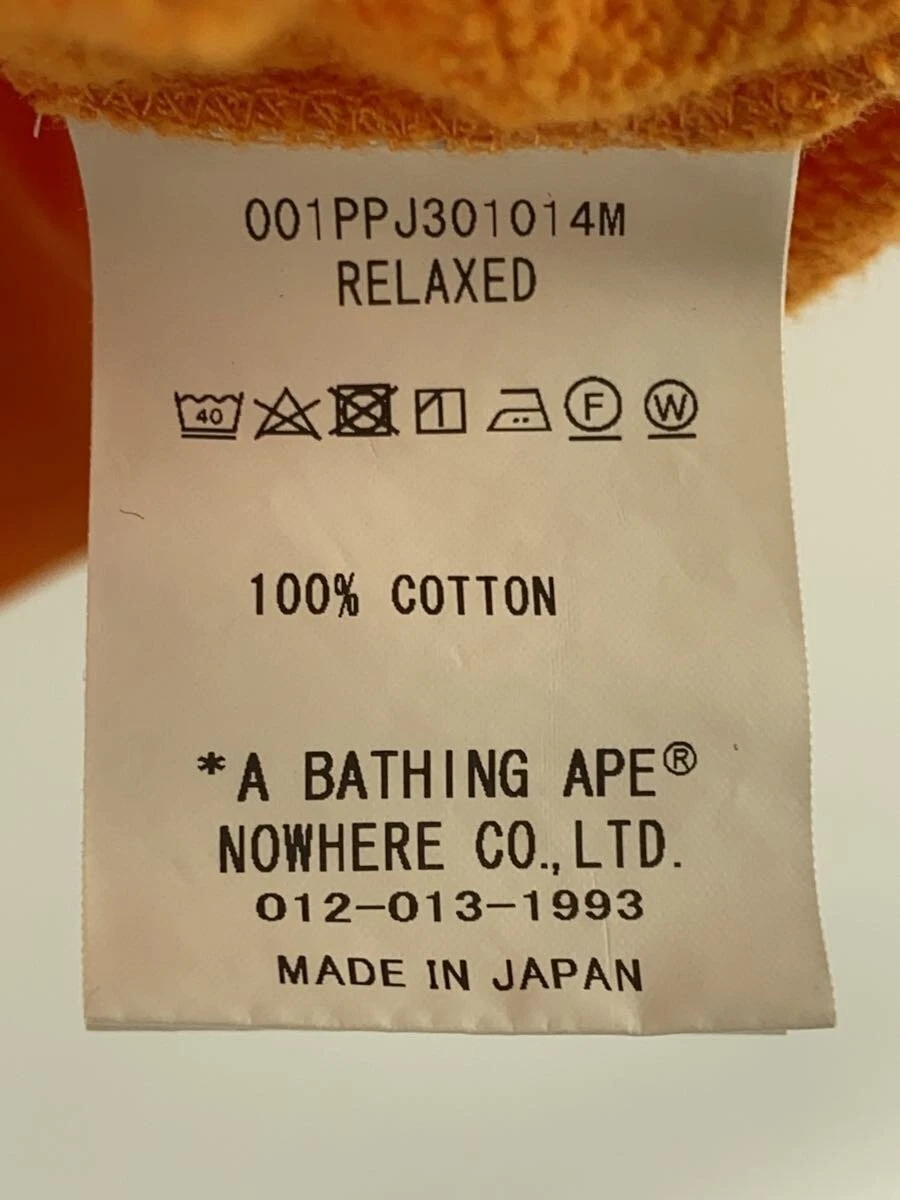 001PPJ301014M
RELAXED
40 F W
100% COTTON
*A BATHING APE®
NOWHERE CO.,LTD.
012-013-1993
MADE IN JAPAN